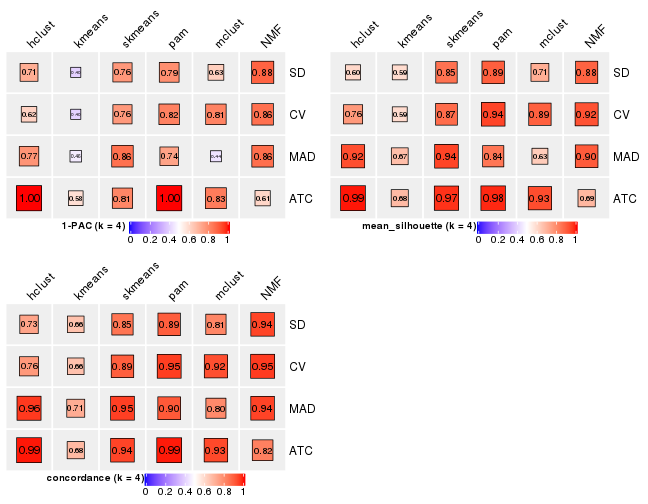 hclust kmeans skmeans pam mclust NMF
0.71 0.76 0.79 0.63 0.88 SD
0.62 0.76 0.82 0.81 0.86 CV
0.77 0.86 0.74 0.86 MAD
1.00 0.58 0.81 1.00 0.83 0.61 ATC
1-PAC (k = 4)
0 0.2 0.4 0.6 0.8 1
hclust kmeans skmeans pam mclust NMF
0.60 0.59 0.85 0.89 0.71 0.88 SD
0.76 0.59 0.87 0.94 0.89 0.92 CV
0.92 0.67 0.94 0.84 0.63 0.90 MAD
0.99 0.68 0.97 0.98 0.93 0.69 ATC
mean_silhouette (k = 4)
0 0.2 0.4 0.6 0.8 1
hclust kmeans skmeans pam mclust NMF
0.73 0.66 0.85 0.89 0.81 0.94 SD
0.76 0.66 0.89 0.95 0.92 0.95 CV
0.96 0.71 0.95 0.90 0.80 0.94 MAD
0.99 0.68 0.94 0.99 0.93 0.82 ATC
concordance (k = 4)
0 0.2 0.4 0.6 0.8 1